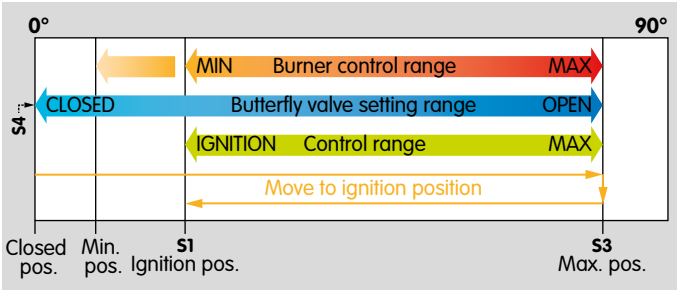 0° 90°
MIN Burner control range MAX
CLOSED Butterfly valve setting range OPEN
S4
IGNITION Control range MAX
Move to ignition position
Closed pos.
Min. pos.
S1
Ignition pos.
S3
Max. pos.